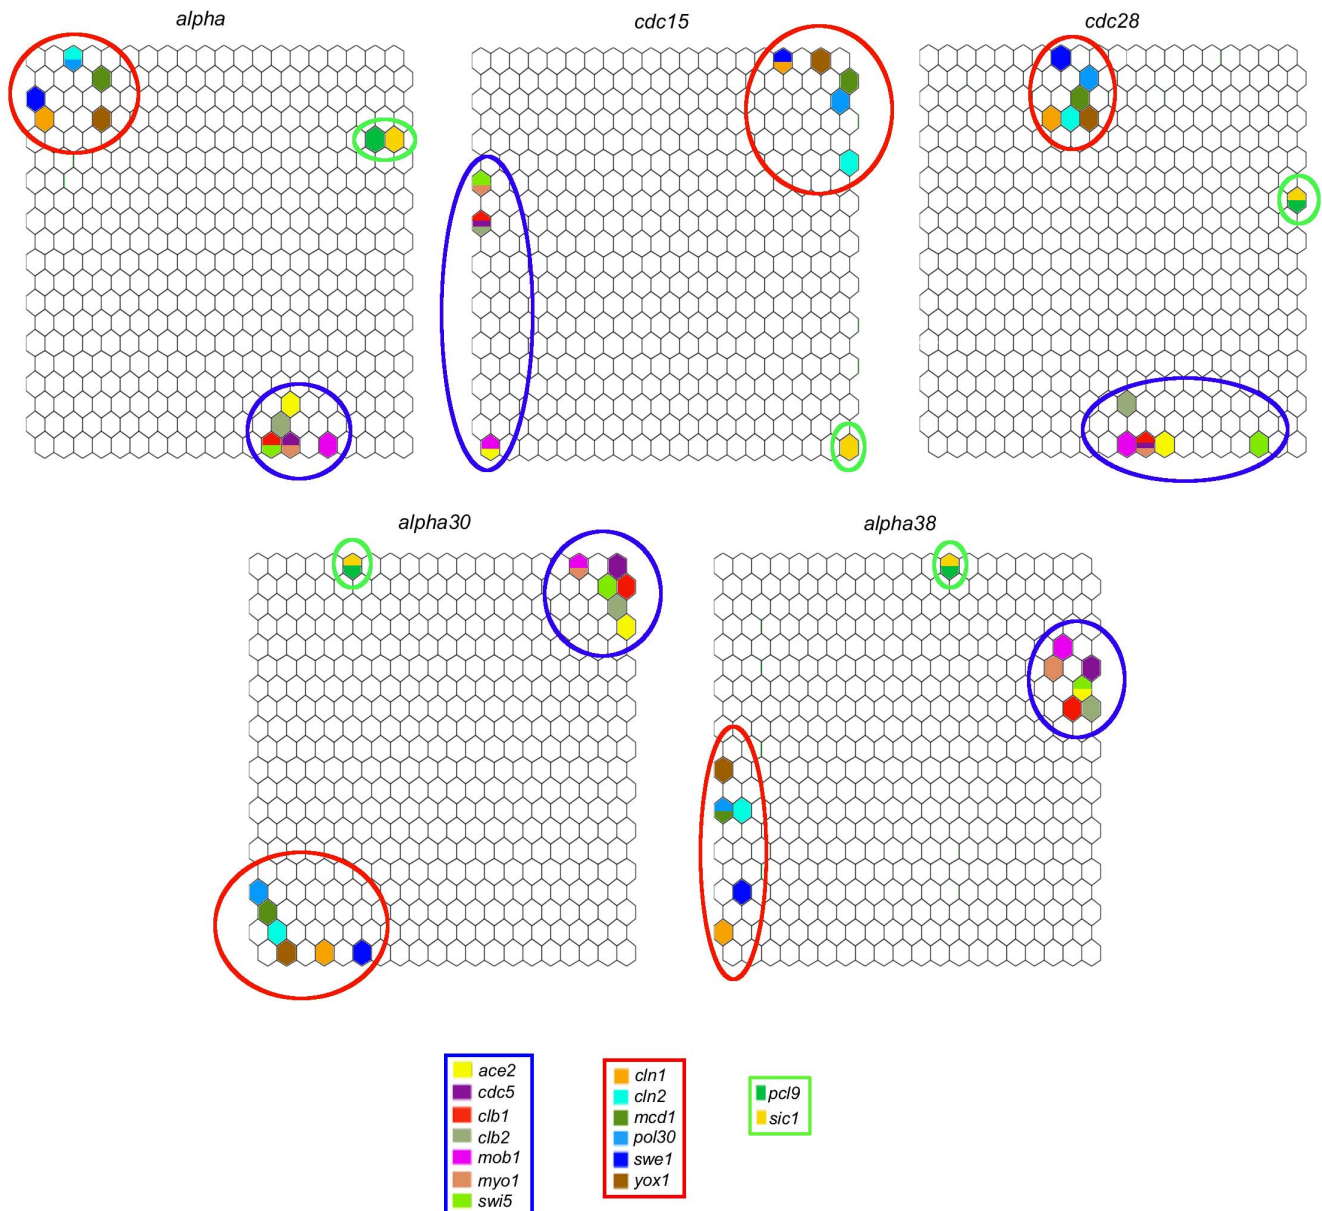 alpha
cdc15
cdc28
alpha30
alpha38
ace2
cdc5
clb1
clb2
mob1
myo1
swi5
cln1
cln2
mcd1
pol30
swe1
yox1
pcl9
sic1